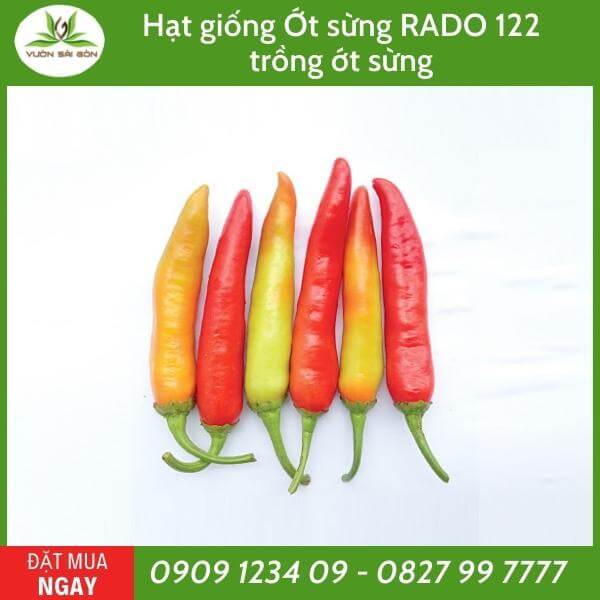 VƯỜN SÀI GÒN
Hạt giống Ớt sừng RADO 122
trồng ớt sừng
ĐẶT MUA
NGAY
0909 1234 09 - 0827 99 7777